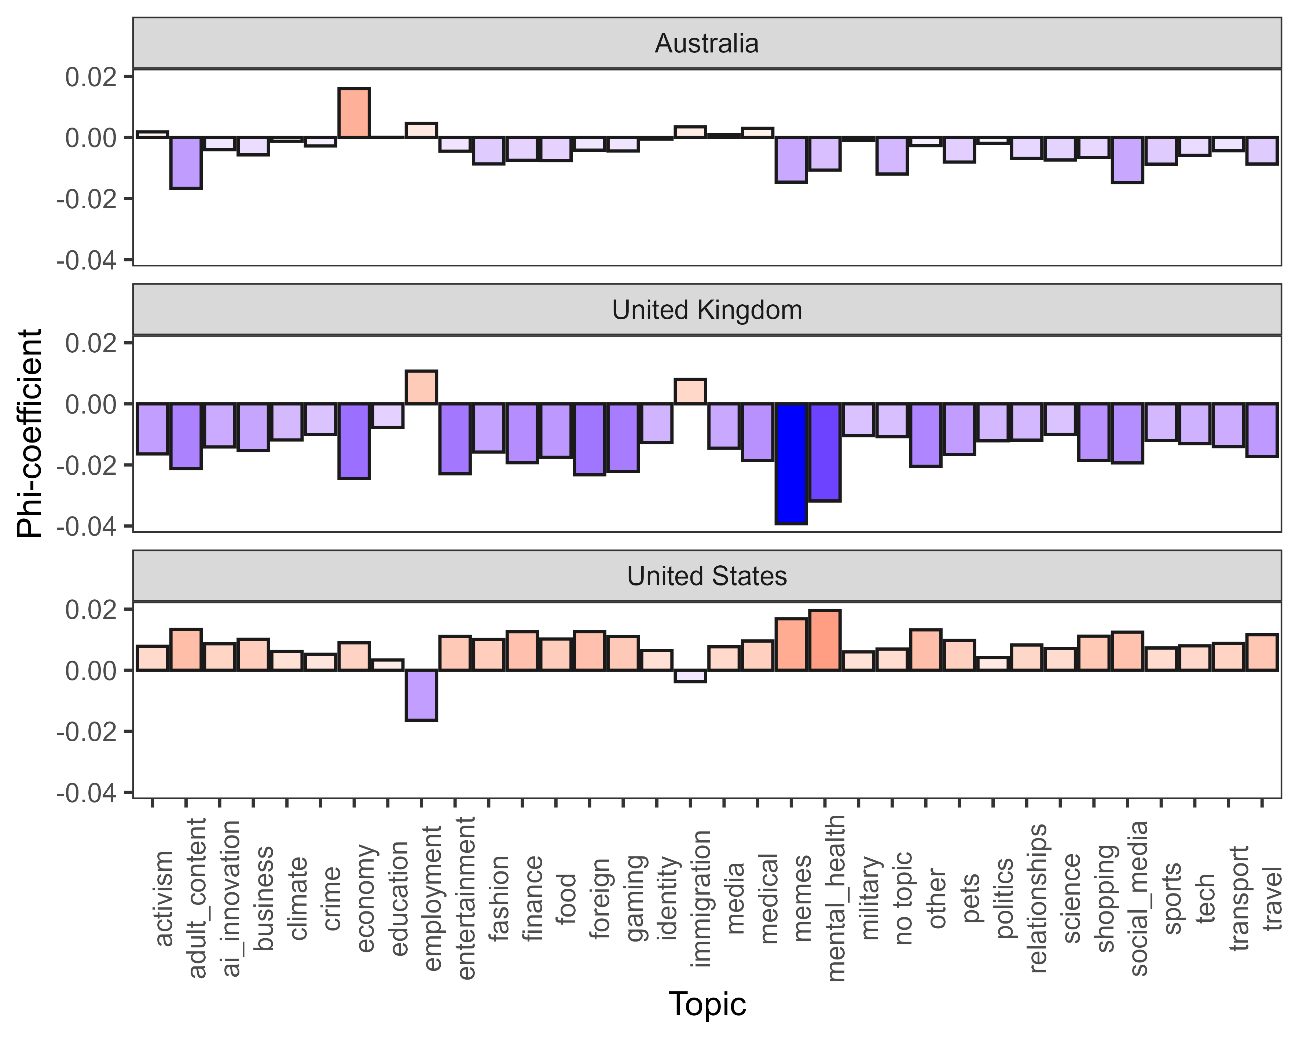 Australia
0.02
0.00
-0.02
-0.04
United Kingdom
0.02
0.00
-0.02
-0.04
United States
0.02
0.00
-0.02
-0.04
Phi-coefficient
activism
adult_content
ai_innovation
business
climate
crime
economy
education
employment
entertainment
fashion
finance
food
foreign
gaming
identity
immigration
media
medical
memes
mental_health
military
no topic
other
pets
politics
relationships
science
shopping
social_media
sports
tech
transport
travel
Topic